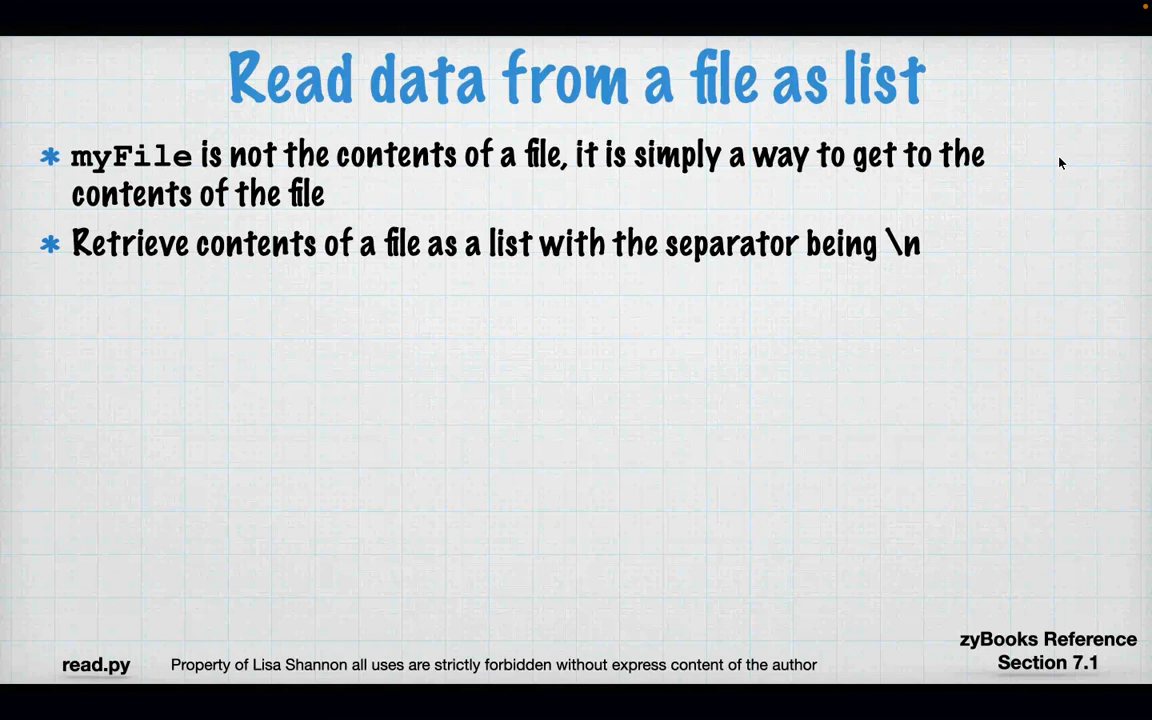 Read data from a file as list
* myFile is not the contents of a file, it is simply a way to get to the
contents of the file
* Retrieve contents of a file as a list with the separator being \n
zyBooks Reference
Section 7.1
read.py
Property of Lisa Shannon all uses are strictly forbidden without express content of the author